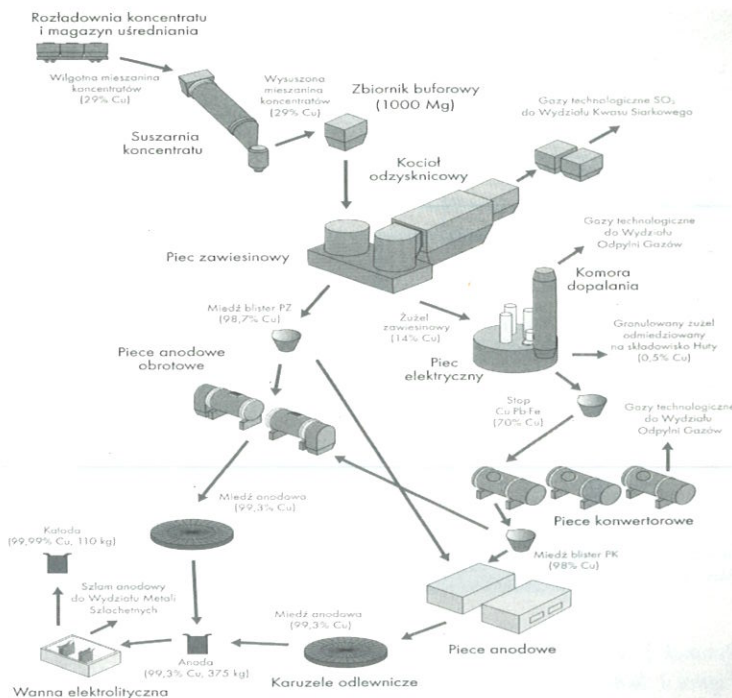 Rozładownia koncentratu
i magazyn uśredniania
Wilgotna mieszanina
koncentratów
(29% Cu)
Suszarnia
koncentratu
Wysuszona
mieszanina
koncentratów
(29% Cu)
Zbiornik buforowy
(1000 Mg)
Kocioł
odzysknicowy
Gazy technologiczne SO₂
do Wydziału Kwasu Siarkowego
Piec zawiesinowy
Gazy technologiczne
do Wydziału
Odpylni Gazów
Komora
dopalania
Miedź blister PZ
(98,7% Cu)
Żużel
zawiesinowy
(14% Cu)
Piec
elektryczny
Granulowany żużel
odmiedziowany
na składowisko Huty
(0,5% Cu)
Piece anodowe
obrotowe
Stop
Cu Pb-Fe
(70% Cu)
Gazy technologiczne
do Wydziału
Odpylni Gazów
Piece konwertorowe
Miedź anodowa
(99,3% Cu)
Miedź blister PK
(98% Cu)
Katoda
(99,99% Cu, 110 kg)
Szlam anodowy
do Wydziału Metali
Szlachetnych
Miedź anodowa
(99,3% Cu)
Piece anodowe
Anoda
(99,3% Cu, 375 kg)
Karuzele odlewnicze
Wanna elektrolityczna